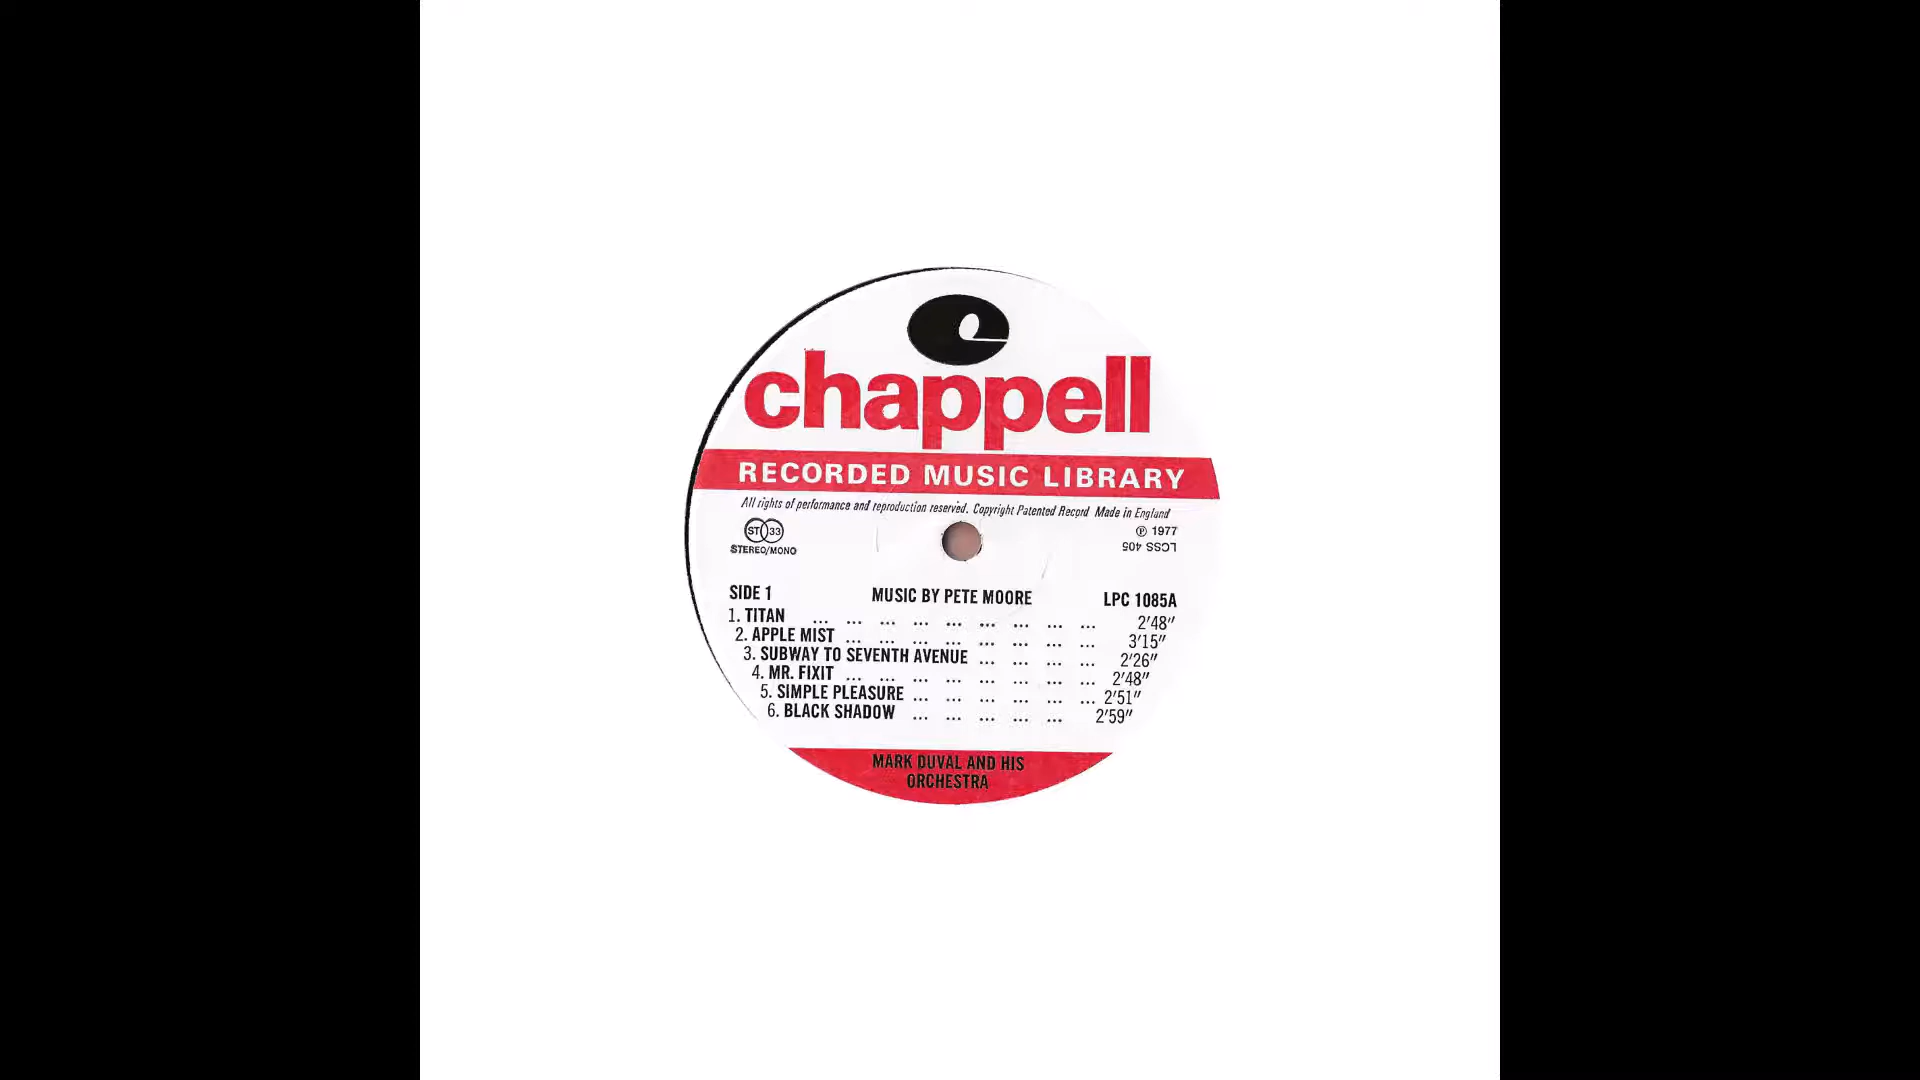 chappell
RECORDED MUSIC LIBRARY
All rights of performance and reproduction reserved. Copyright Patented Record Made in England
ST 33
STEREO/MONO
℗ 1977
LCSS 405
SIDE 1 MUSIC BY PETE MOORE LPC 1085A
1. TITAN ... ... ... ... ... ... ... ... ... 2′48″
2. APPLE MIST ... ... ... ... ... ... ... ... 3′15″
3. SUBWAY TO SEVENTH AVENUE ... ... ... ... 2′26″
4. MR. FIXIT ... ... ... ... ... ... ... ... 2′48″
5. SIMPLE PLEASURE ... ... ... ... ... ... 2′51″
6. BLACK SHADOW ... ... ... ... ... 2′59″
MARK DUVAL AND HIS
ORCHESTRA